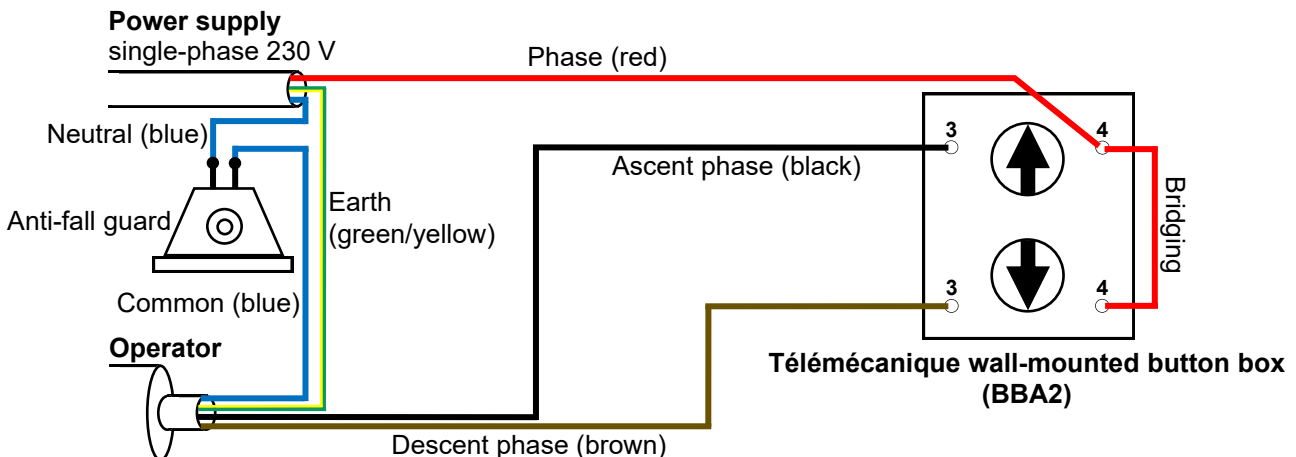 Power supply
single-phase 230 V
Phase (red)
Neutral (blue)
3
4
Ascent phase (black)
Anti-fall guard
Earth
(green/yellow)
Bridging
Common (blue)
3
4
Operator
Télémécanique wall-mounted button box
(BBA2)
Descent phase (brown)